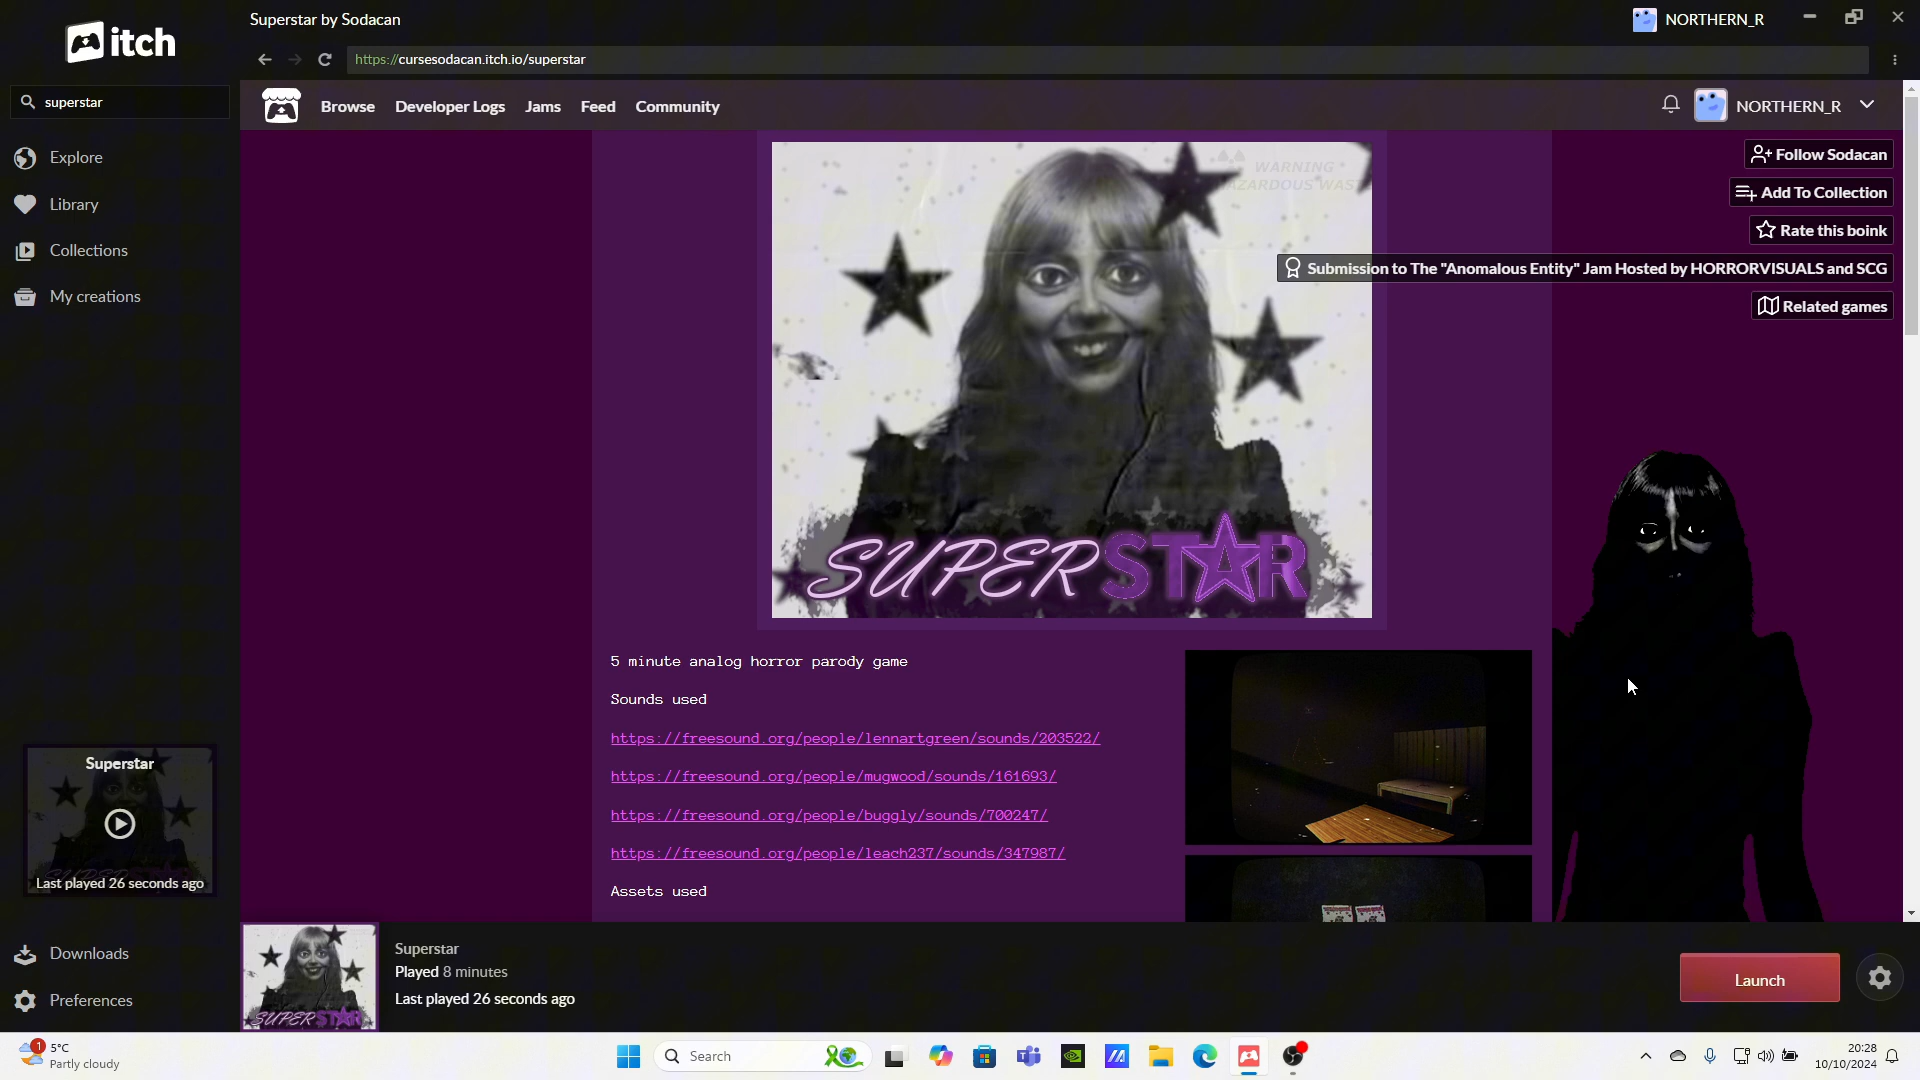 itch
Superstar by Sodacan
NORTHERN_R
superstar
https://cursesodacan.itch.io/superstar
Browse
Developer Logs
Jams
Feed
Community
NORTHERN_R
Explore
Library
Collections
My creations
WARNING
HAZARDOUS WAST
Follow Sodacan
Add To Collection
Rate this boink
Submission to The "Anomalous Entity" Jam Hosted by HORRORVISUALS and SCG
Related games
SUPERSTAR
5 minute analog horror parody game
Sounds used
https://freesound.org/people/lennartgreen/sounds/203522/
https://freesound.org/people/mugwood/sounds/161693/
https://freesound.org/people/buggly/sounds/700247/
https://freesound.org/people/leach237/sounds/347987/
Assets used
Superstar
Last played 26 seconds ago
Downloads
Preferences
SUPERSTAR
Superstar
Played 8 minutes
Last played 26 seconds ago
Launch
1
5°C
Partly cloudy
Search
20:28
10/10/2024